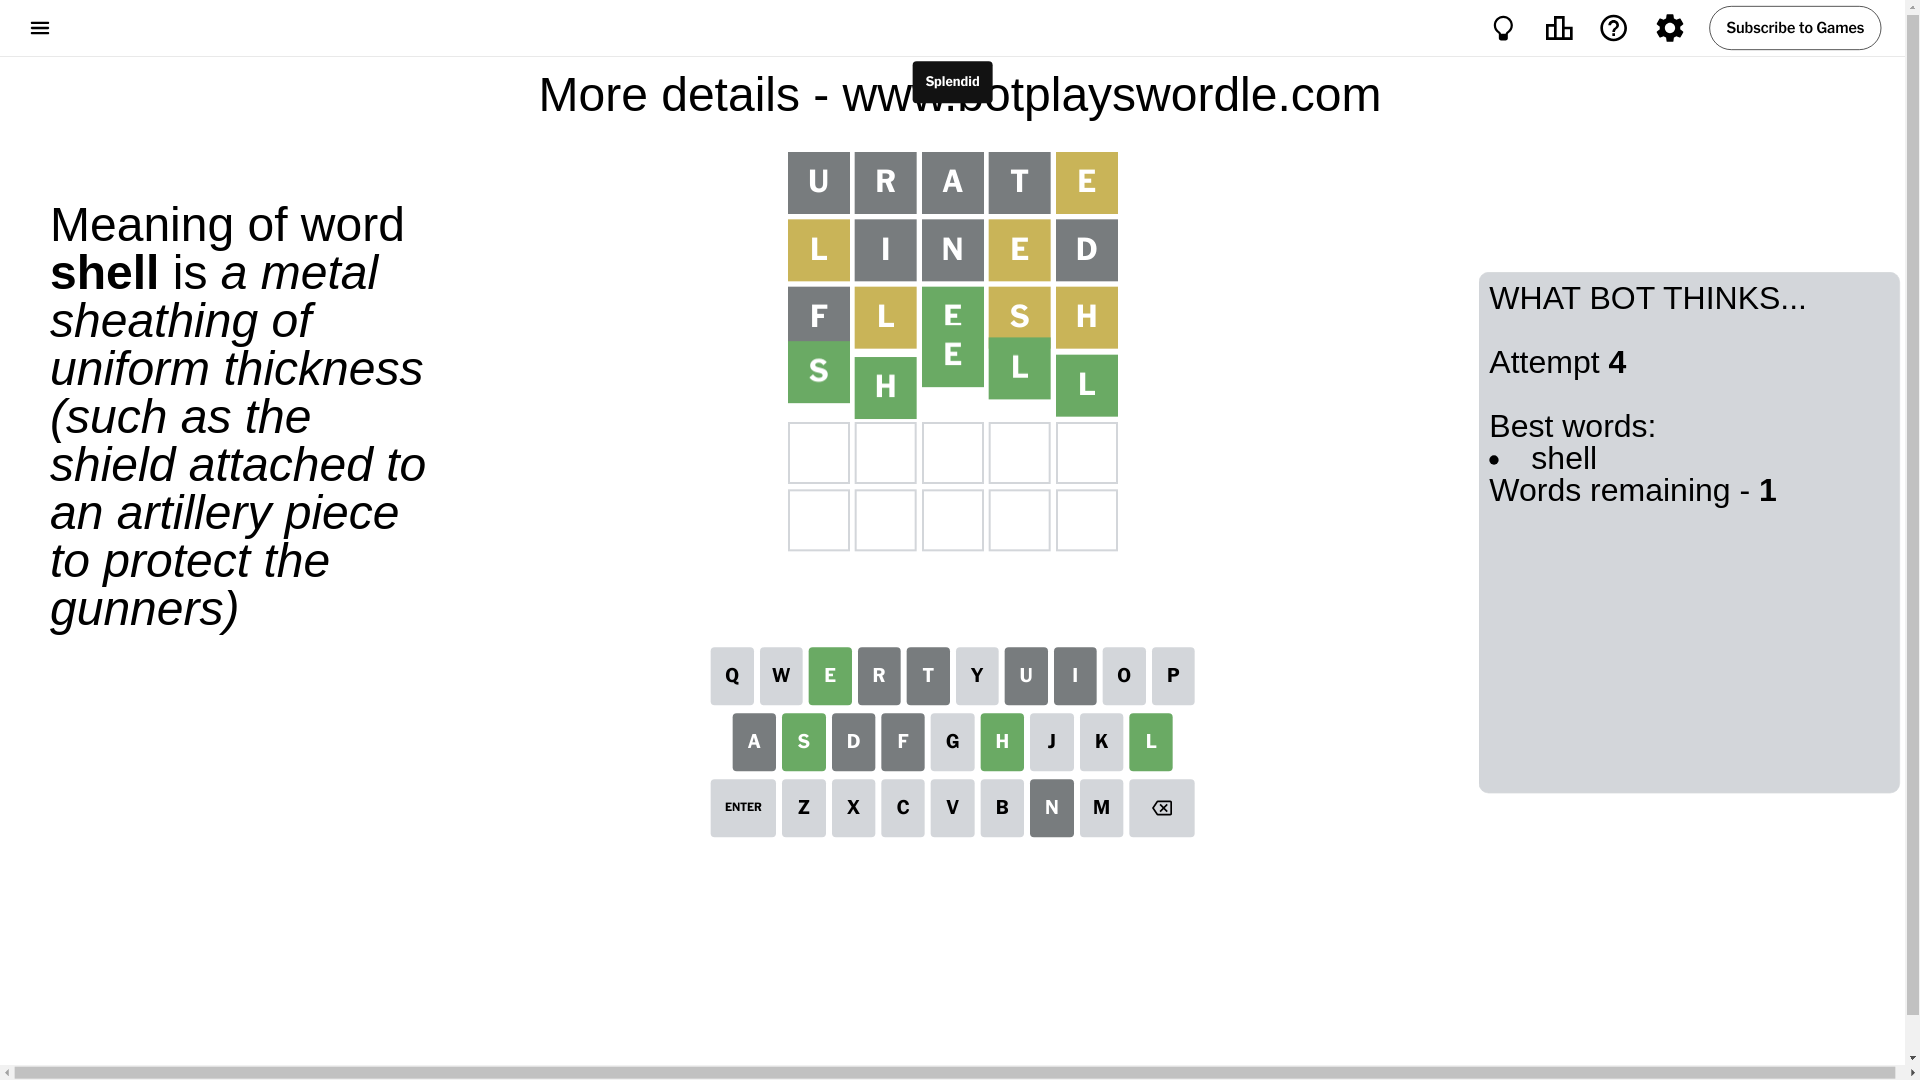 Subscribe to Games
Splendid
More details - www.botplayswordle.com
Meaning of word
shell is a metal
sheathing of
uniform thickness
(such as the
shield attached to
an artillery piece
to protect the
gunners)
U R A T E
L I N E D
F L E S H
S H E L L
WHAT BOT THINKS...
Attempt 4
Best words:
• shell
Words remaining - 1
Q W E R T Y U I O P
A S D F G H J K L
ENTER Z X C V B N M